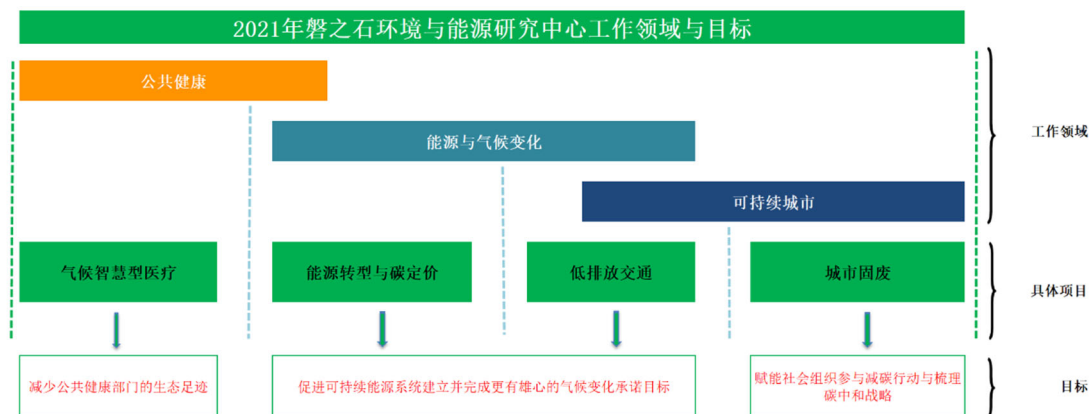 2021年磐之石环境与能源研究中心工作领域与目标
公共健康
能源与气候变化
工作领域
可持续城市
气候智慧型医疗
能源转型与碳定价
低排放交通
城市固废
具体项目
减少公共健康部门的生态足迹
促进可持续能源系统建立并完成更有雄心的气候变化承诺目标
赋能社会组织参与减碳行动与梳理
碳中和战略
目标